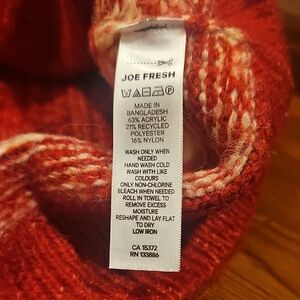 JOE FRESH
MADE IN
BANGLADESH
63% ACRYLIC
21% RECYCLED
POLYESTER
16% NYLON
WASH ONLY WHEN
NEEDED
HAND WASH COLD
WASH WITH LIKE
COLOURS
ONLY NON-CHLORINE
BLEACH WHEN NEEDED
ROLL IN TOWEL TO
REMOVE EXCESS
MOISTURE
RESHAPE AND LAY FLAT
TO DRY
LOW IRON
CA 15372
RN 133886